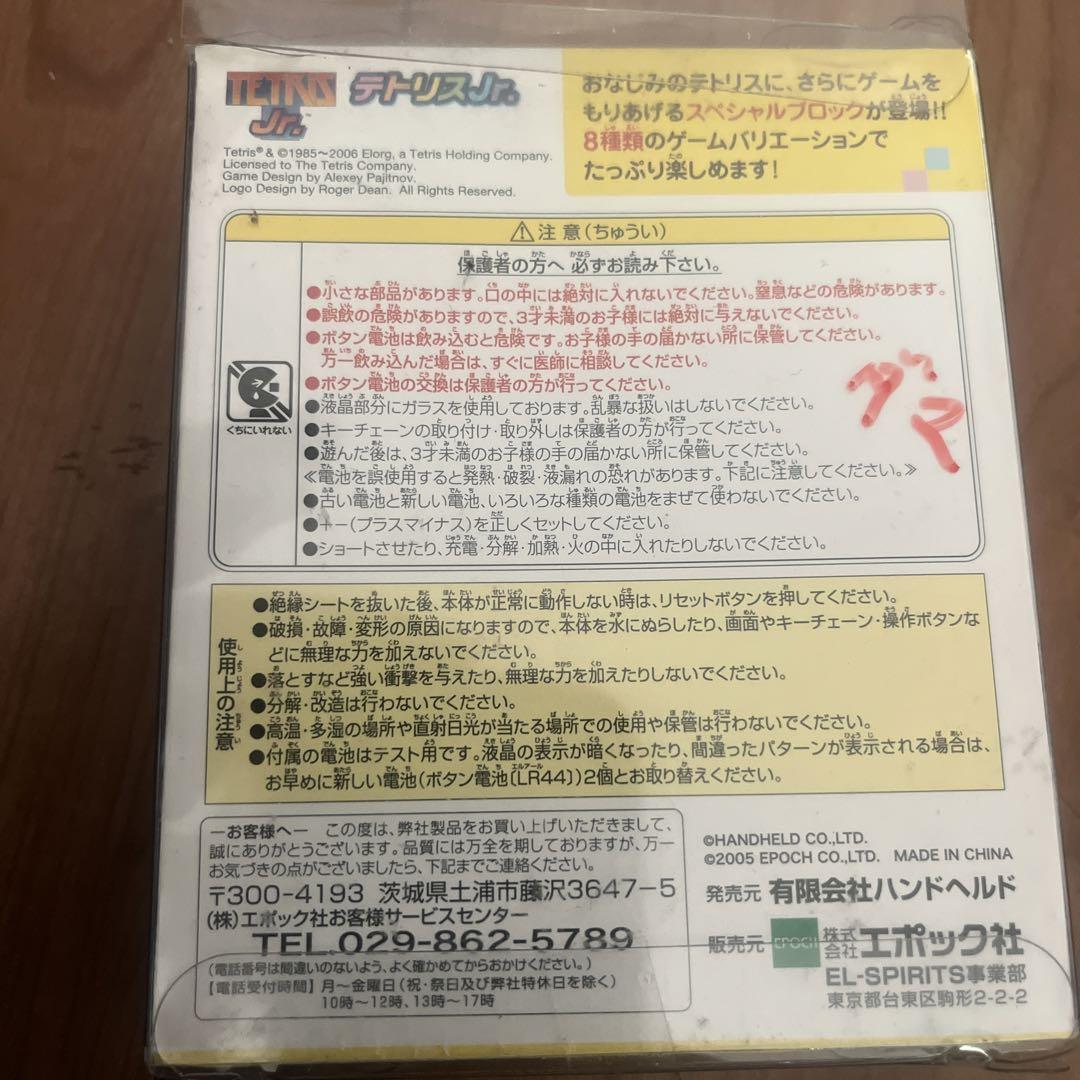 TETRIS Jr.™ テトリスJr.
Tetris® & ©1985〜2006 Elorg, a Tetris Holding Company.
Licensed to The Tetris Company.
Game Design by Alexey Pajitnov.
Logo Design by Roger Dean. All Rights Reserved.
おなじみのテトリスに、さらにゲームを
もりあげるスペシャルブロックが登場!!
8種類のゲームバリエーションで
たっぷり楽しめます!
⚠注意(ちゅうい)
保護者の方へ 必ずお読み下さい。
●小さな部品があります。口の中には絶対に入れないでください。窒息などの危険があります。
●誤飲の危険がありますので、3才未満のお子様には絶対に与えないでください。
●ボタン電池は飲み込むと危険です。お子様の手の届かない所に保管してください。
万一飲み込んだ場合は、すぐに医師に相談してください。
●ボタン電池の交換は保護者の方が行ってください。
●液晶部分にガラスを使用しております。乱暴な扱いはしないでください。
●キーチェーンの取り付け・取り外しは保護者の方が行ってください。
●遊んだ後は、3才未満のお子様の手の届かない所に保管してください。
≪電池を誤使用すると発熱・破裂・液漏れの恐れがあります。下記に注意してください。≫
●古い電池と新しい電池、いろいろな種類の電池をまぜて使わないでください。
●+−(プラスマイナス)を正しくセットしてください。
●ショートさせたり、充電・分解・加熱・火の中に入れたりしないでください。
くちにいれない
使用上の注意
●絶縁シートを抜いた後、本体が正常に動作しない時は、リセットボタンを押してください。
●破損・故障・変形の原因になりますので、本体を水にぬらしたり、画面やキーチェーン・操作ボタンな
どに無理な力を加えないでください。
●落とすなど強い衝撃を与えたり、無理な力を加えたりしないでください。
●分解・改造は行わないでください。
●高温・多湿の場所や直射日光が当たる場所での使用や保管は行わないでください。
●付属の電池はテスト用です。液晶の表示が暗くなったり、間違ったパターンが表示される場合は、
お早めに新しい電池(ボタン電池〔LR44〕)2個とお取り替えください。
―お客様へ― この度は、弊社製品をお買い上げいただきまして、
誠にありがとうございます。品質には万全を期しておりますが、万一
お気づきの点がございましたら、下記までご連絡ください。
〒300-4193 茨城県土浦市藤沢3647-5
(株)エポック社お客様サービスセンター
TEL.029-862-5789
(電話番号は間違いのないよう、よく確かめてからおかけください。)
【電話受付時間】月〜金曜日(祝・祭日及び弊社特休日を除く)
10時〜12時、13時〜17時
©HANDHELD CO.,LTD.
©2005 EPOCH CO.,LTD. MADE IN CHINA
発売元 有限会社ハンドヘルド
販売元 EPOCH 株式会社エポック社
EL-SPIRITS事業部
東京都台東区駒形2-2-2